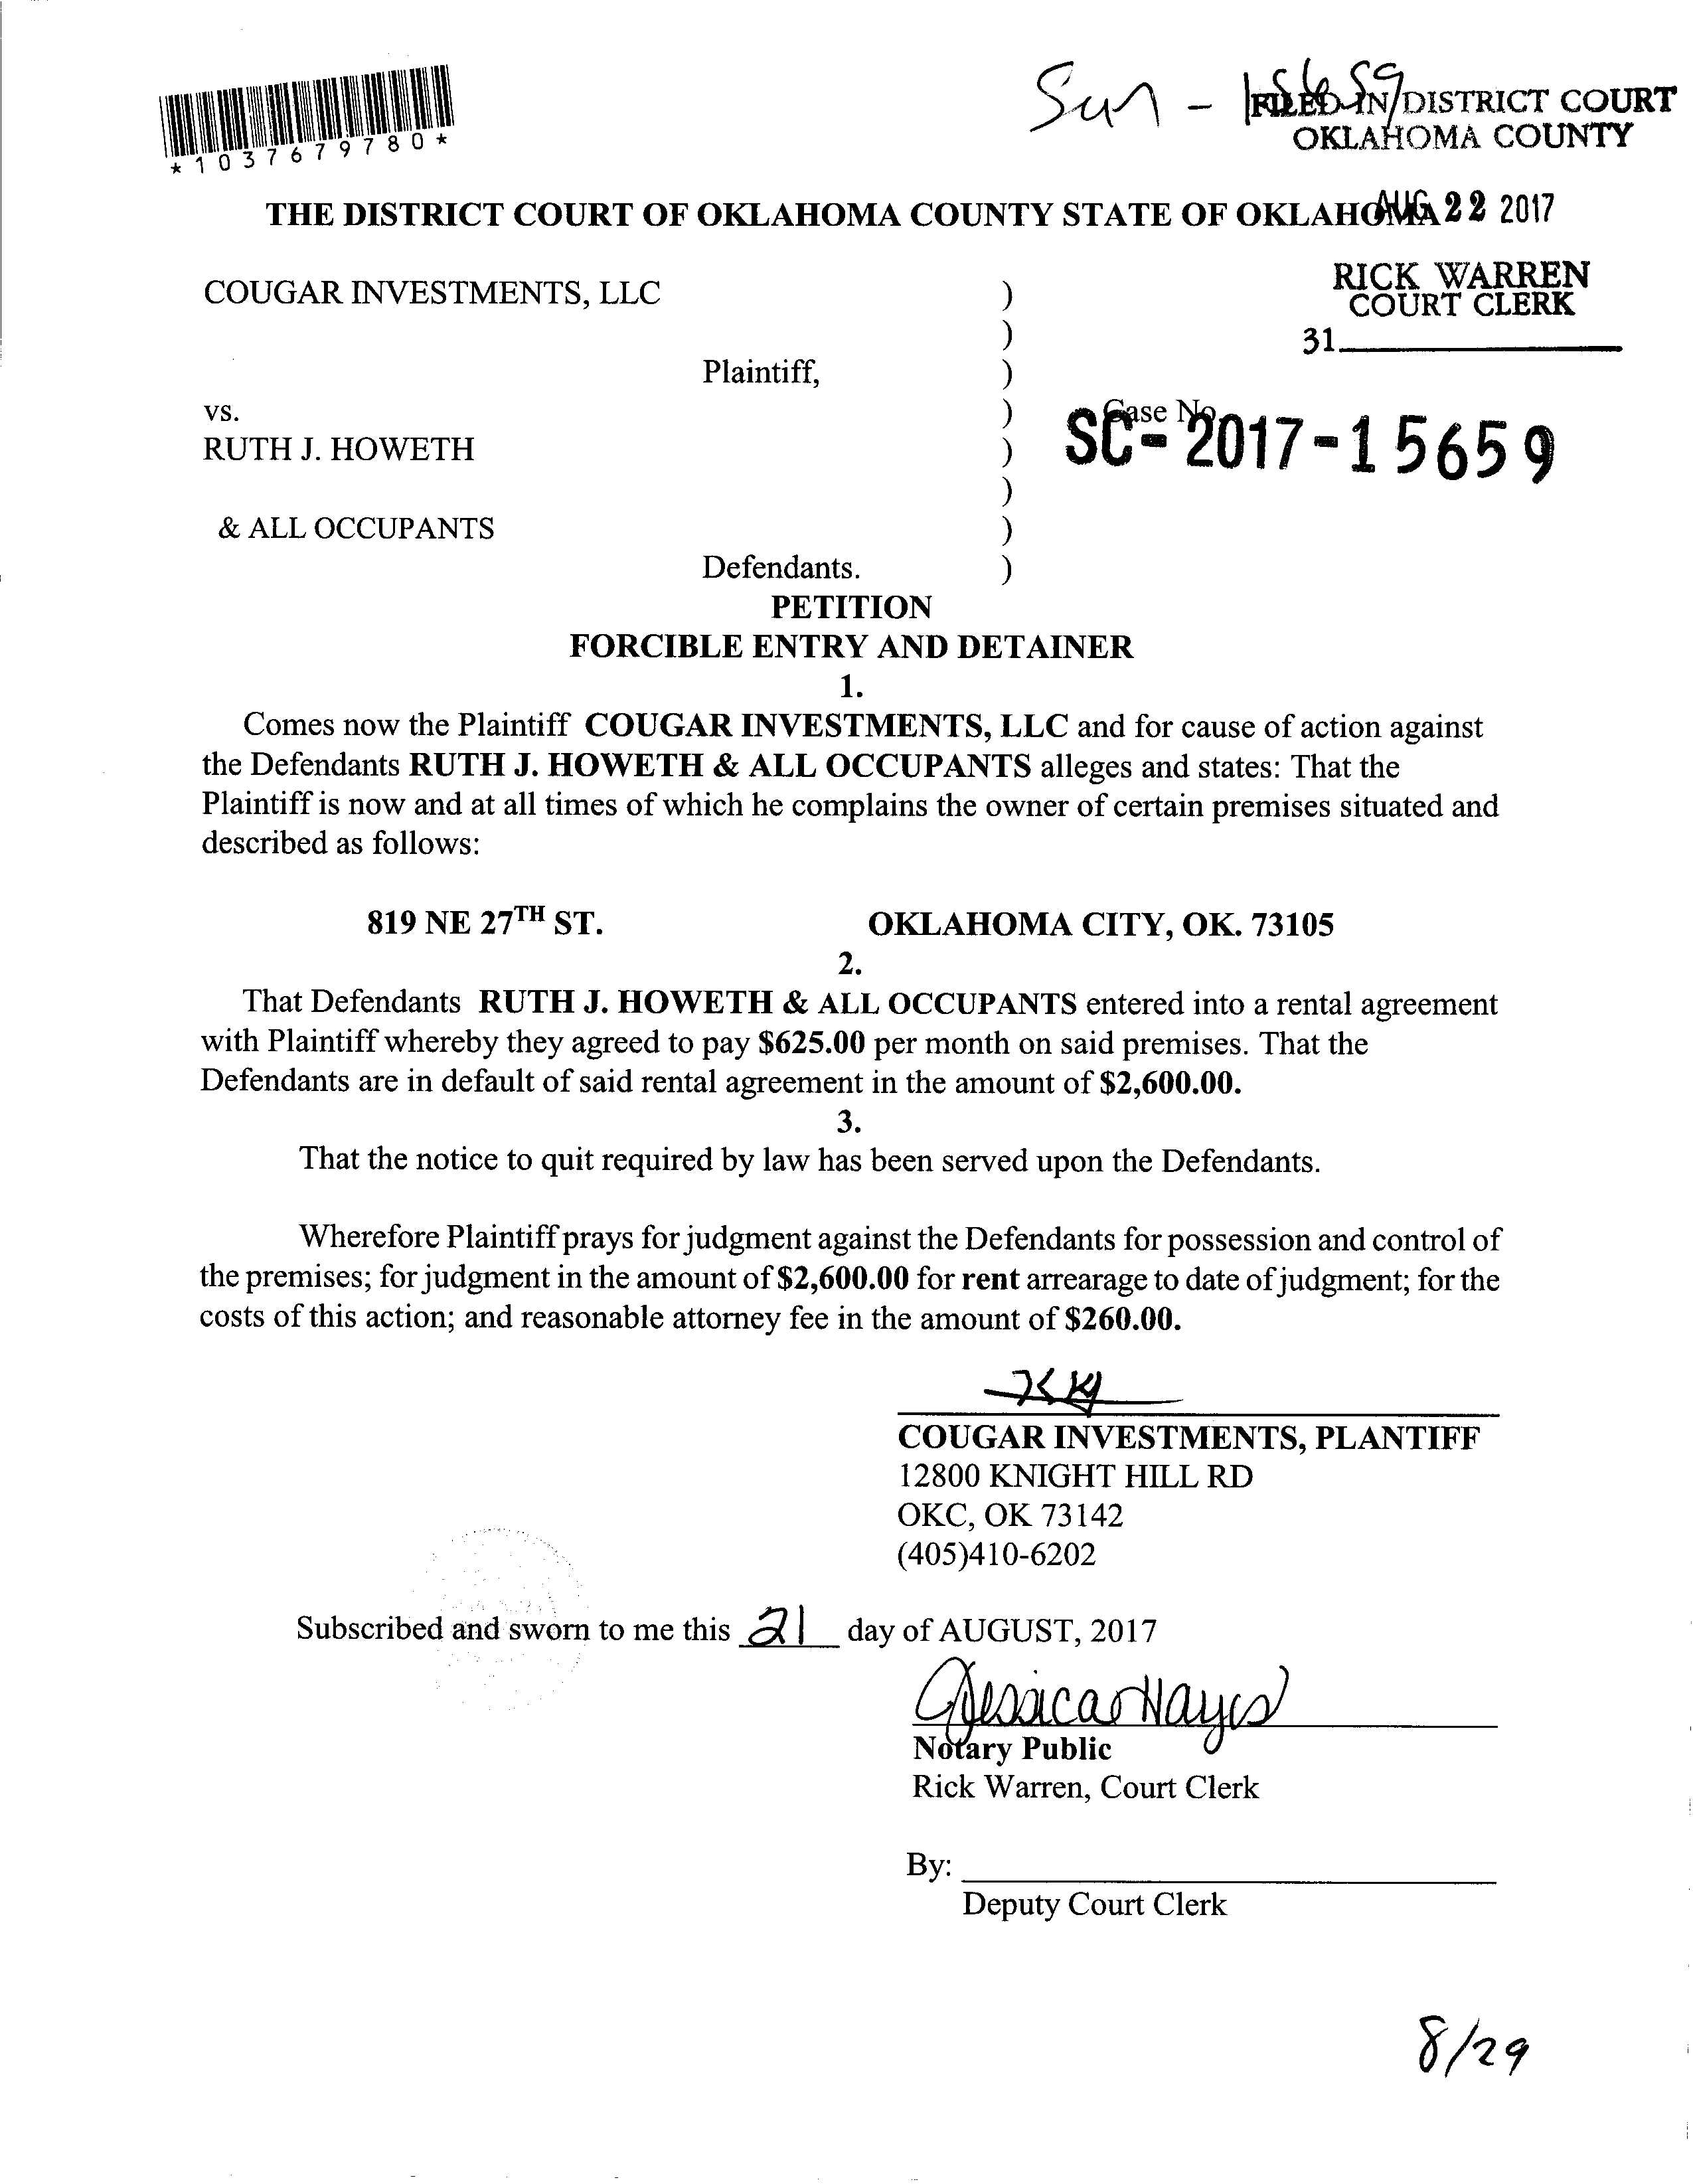 *1037679780*
Sum - 15659
FILED IN DISTRICT COURT
OKLAHOMA COUNTY
THE DISTRICT COURT OF OKLAHOMA COUNTY STATE OF OKLAHOMA
AUG 22 2017
RICK WARREN
COURT CLERK
31
COUGAR INVESTMENTS, LLC )
)
Plaintiff, )
vs. ) Case No.
RUTH J. HOWETH ) SC-2017-15659
)
& ALL OCCUPANTS )
Defendants. )
PETITION
FORCIBLE ENTRY AND DETAINER
1.
Comes now the Plaintiff COUGAR INVESTMENTS, LLC and for cause of action against
the Defendants RUTH J. HOWETH & ALL OCCUPANTS alleges and states: That the
Plaintiff is now and at all times of which he complains the owner of certain premises situated and
described as follows:
819 NE 27TH ST. OKLAHOMA CITY, OK. 73105
2.
That Defendants RUTH J. HOWETH & ALL OCCUPANTS entered into a rental agreement
with Plaintiff whereby they agreed to pay $625.00 per month on said premises. That the
Defendants are in default of said rental agreement in the amount of $2,600.00.
3.
That the notice to quit required by law has been served upon the Defendants.
Wherefore Plaintiff prays for judgment against the Defendants for possession and control of
the premises; for judgment in the amount of $2,600.00 for rent arrearage to date of judgment; for the
costs of this action; and reasonable attorney fee in the amount of $260.00.
COUGAR INVESTMENTS, PLANTIFF
12800 KNIGHT HILL RD
OKC, OK 73142
(405)410-6202
Subscribed and sworn to me this 21 day of AUGUST, 2017
Jessica Hayes
Notary Public
Rick Warren, Court Clerk
By:
Deputy Court Clerk
8/29